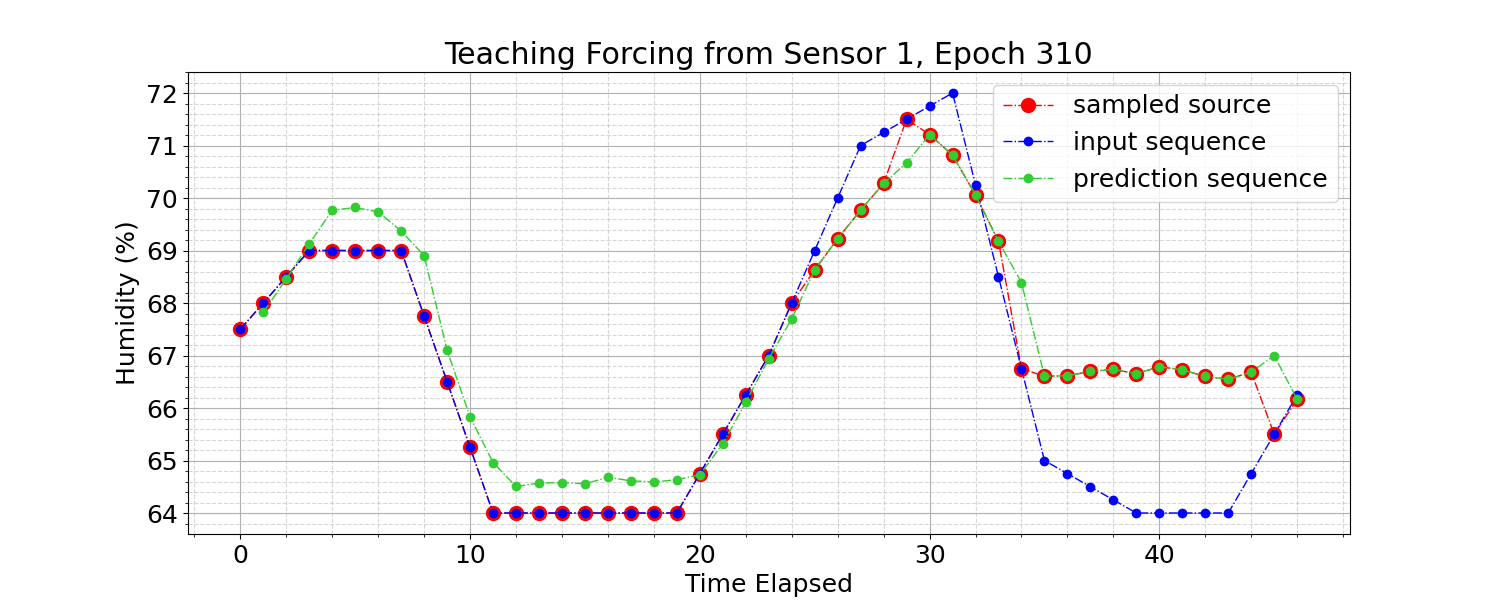 Teaching Forcing from Sensor 1, Epoch 310
72
71
70
69
68
67
66
65
64
Humidity (%)
sampled source
input sequence
prediction sequence
0 10 20 30 40
Time Elapsed